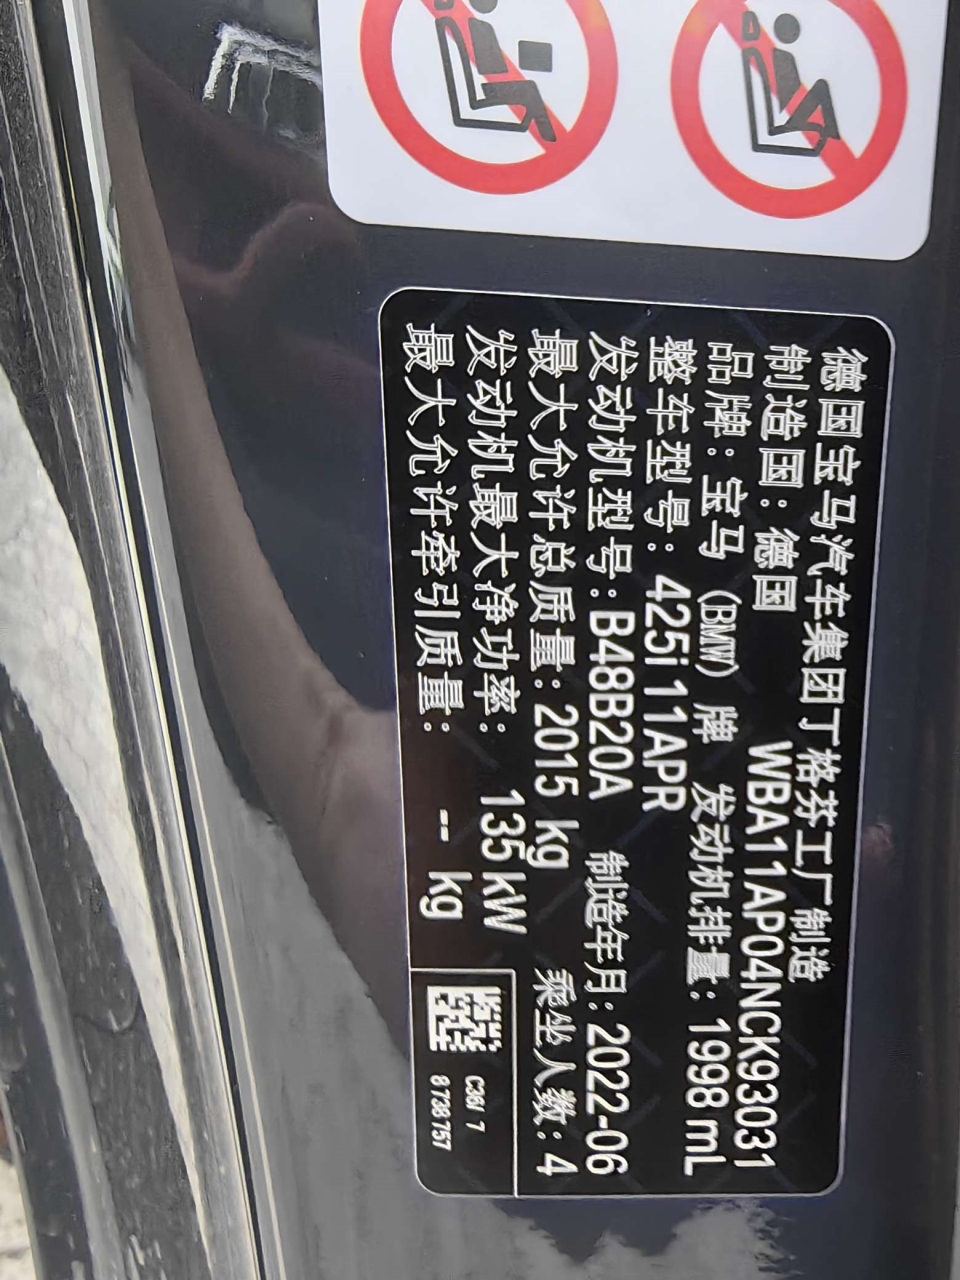 德国宝马汽车集团丁格芬工厂制造
制造国：德国 WBA11AP04NCK93031
品牌：宝马 (BMW) 牌 发动机排量：1998 mL
整车型号：425i 11APR
发动机型号：B48B20A 制造年月：2022-06
最大允许总质量：2015 kg 乘坐人数：4
发动机最大净功率：135kW
最大允许牵引质量：-- kg
C36/ 7
8 738 757